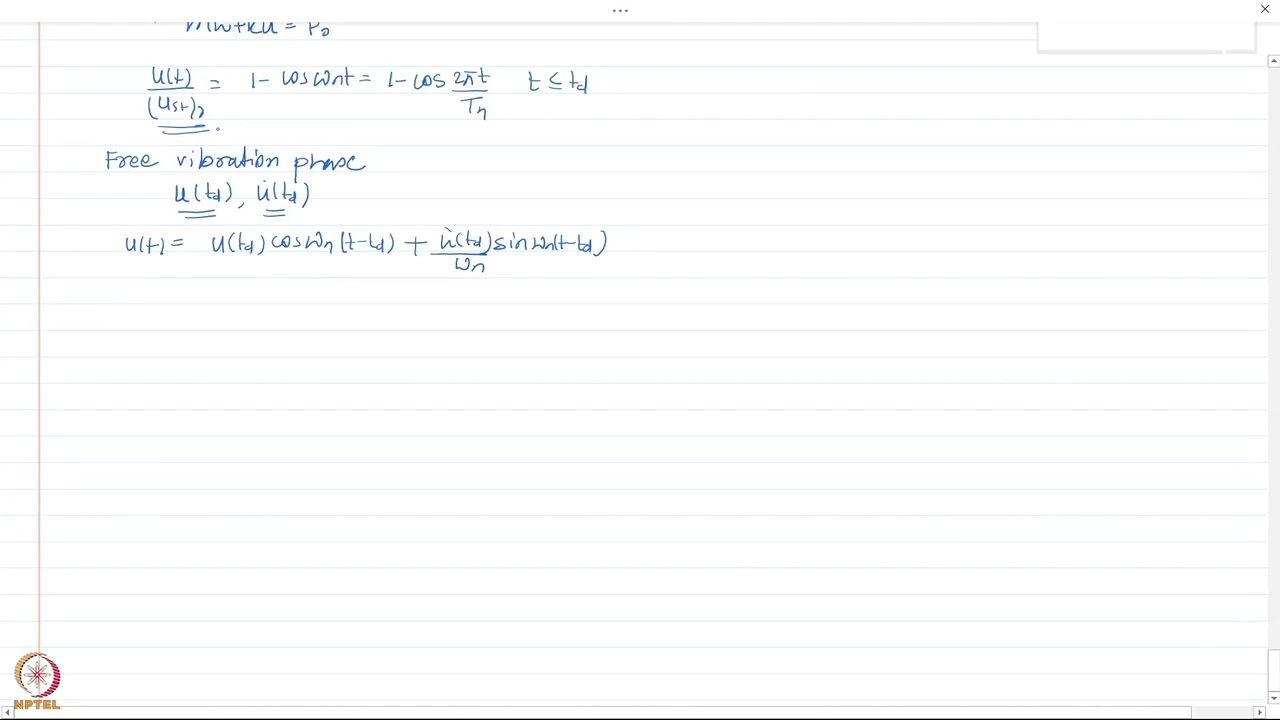 mü+ku = P₀
u(t)/(ust)₀ = 1 - cos ωnt = 1 - cos 2πt/Tn t ≤ td
Free vibration phase
u(td), u̇(td)
u(t) = u(td) cos ωn (t-td) + u̇(td)/ωn sin ωn(t-td)
NPTEL